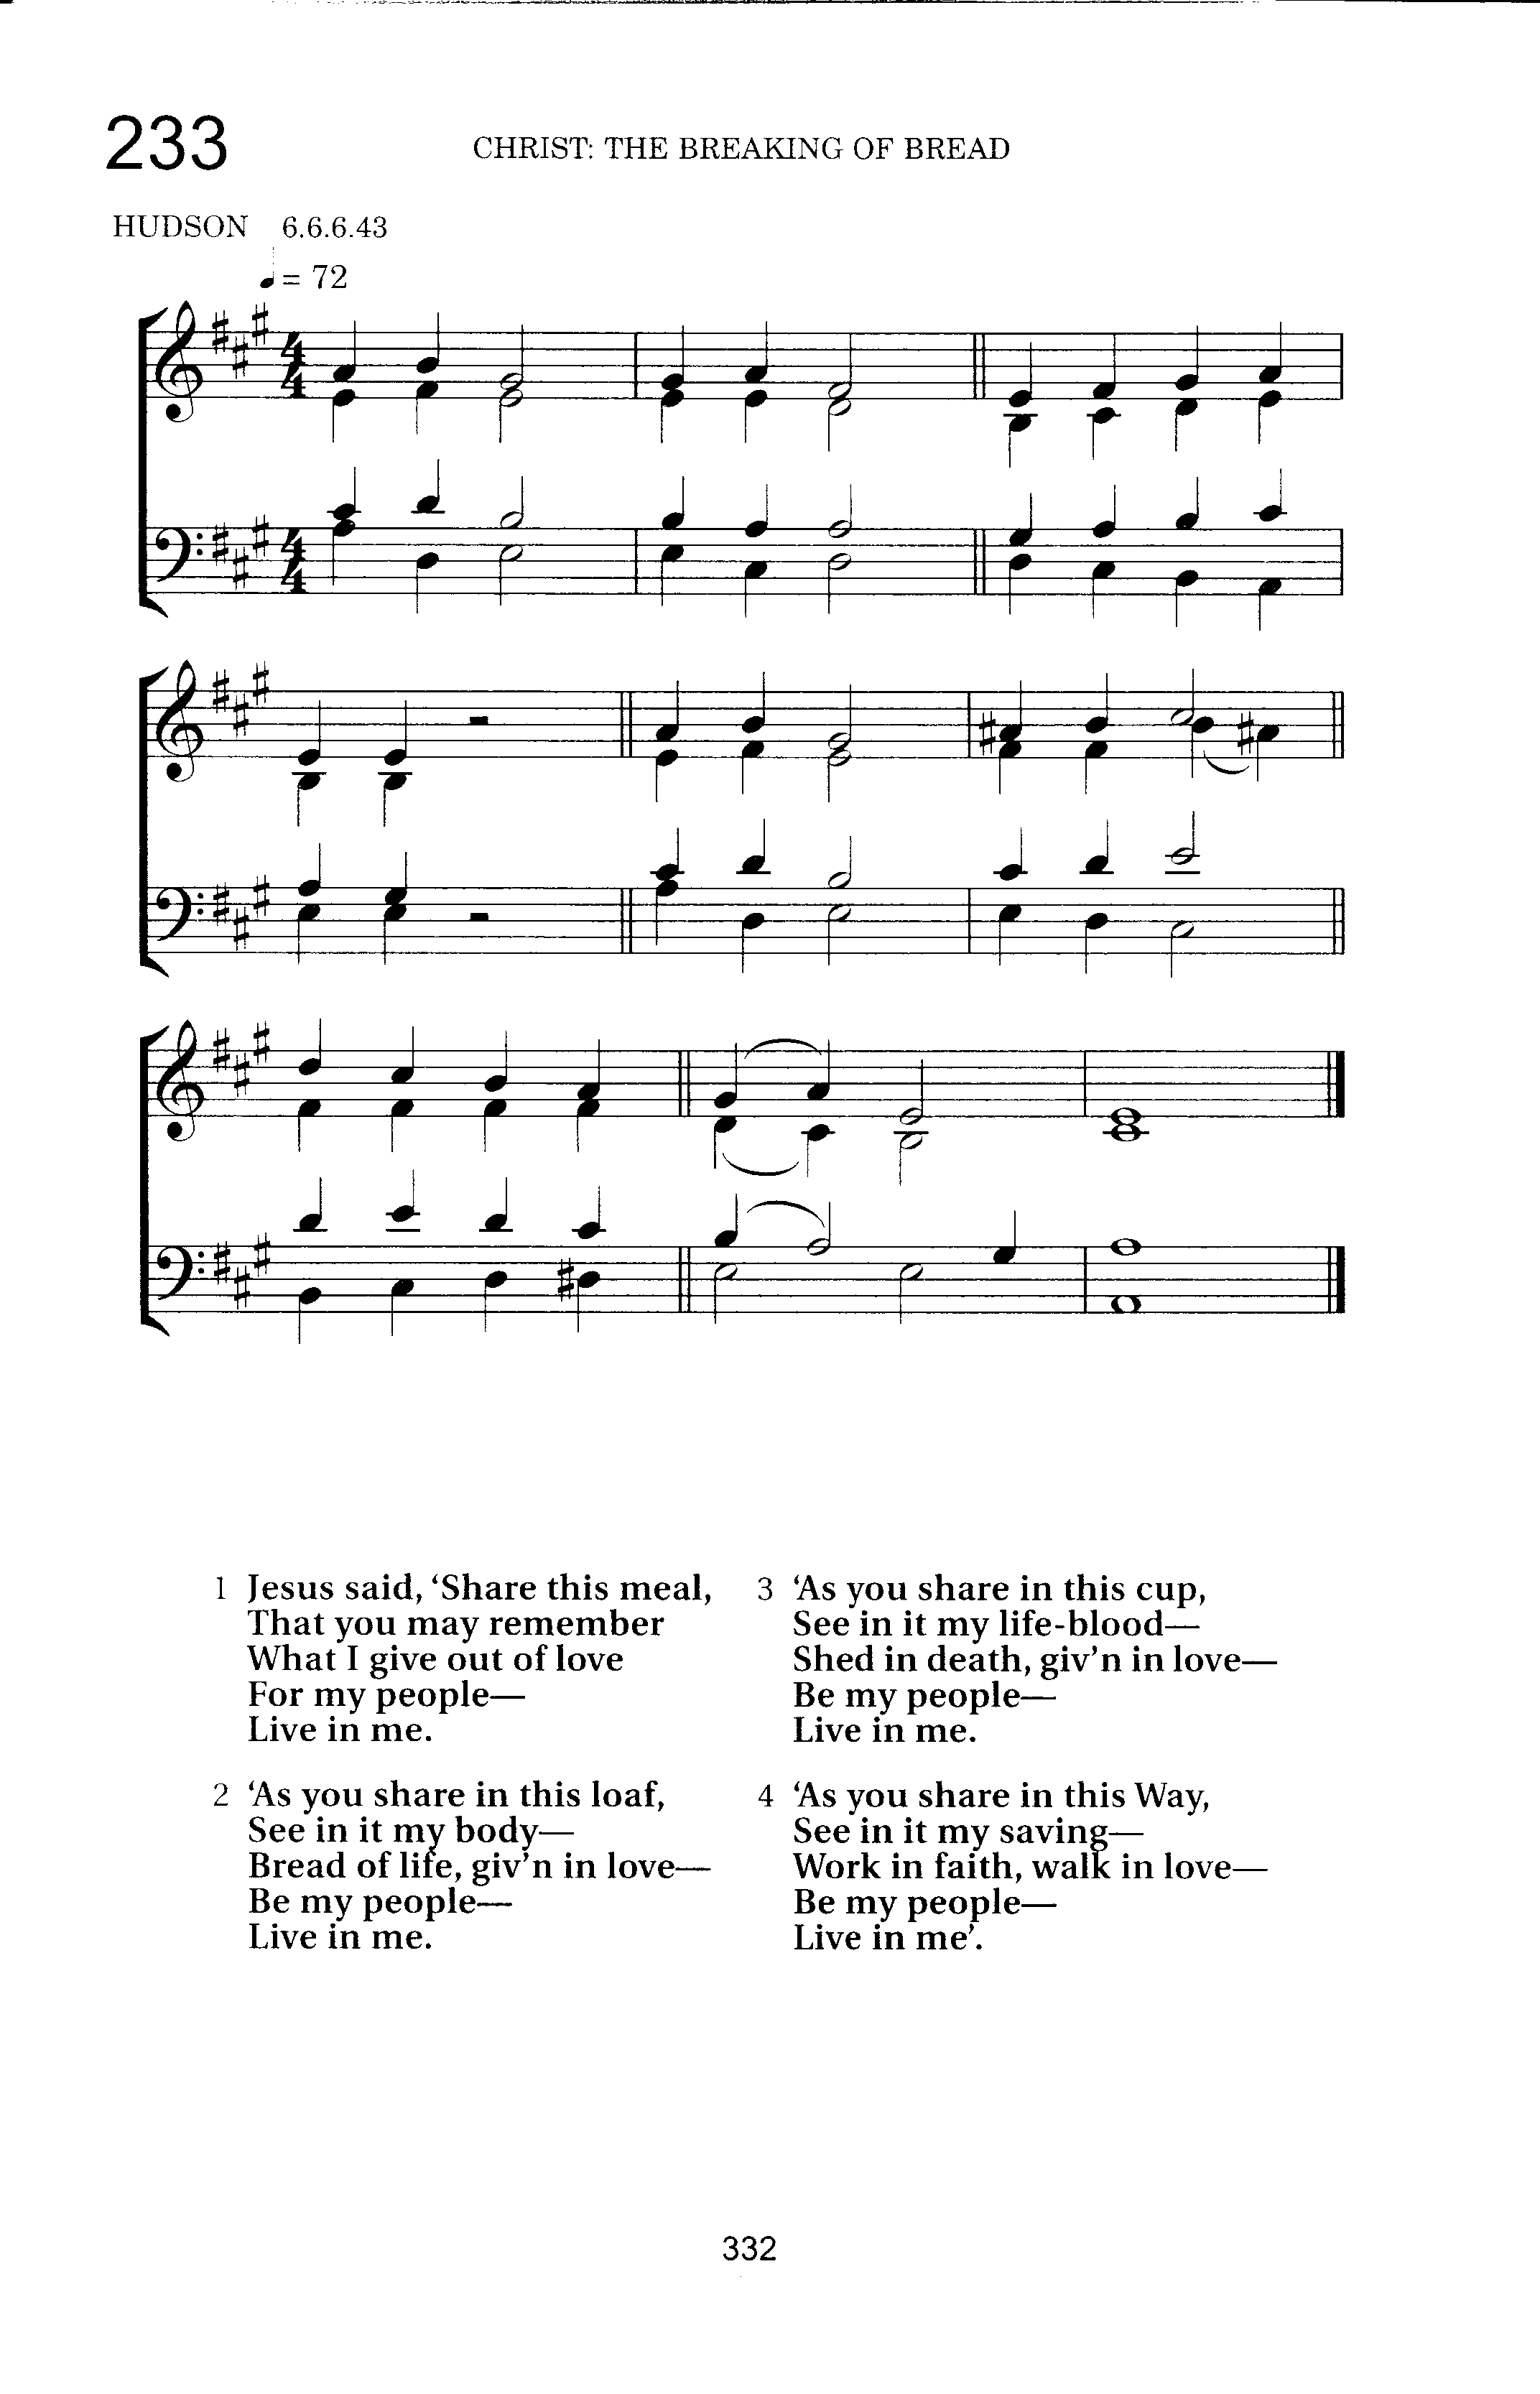 233
CHRIST: THE BREAKING OF BREAD
HUDSON 6.6.6.43
♩ = 72
1 Jesus said, ‘Share this meal,
That you may remember
What I give out of love
For my people—
Live in me.
2 ‘As you share in this loaf,
See in it my body—
Bread of life, giv’n in love—
Be my people—
Live in me.
3 ‘As you share in this cup,
See in it my life-blood—
Shed in death, giv’n in love—
Be my people—
Live in me.
4 ‘As you share in this Way,
See in it my saving—
Work in faith, walk in love—
Be my people—
Live in me’.
332